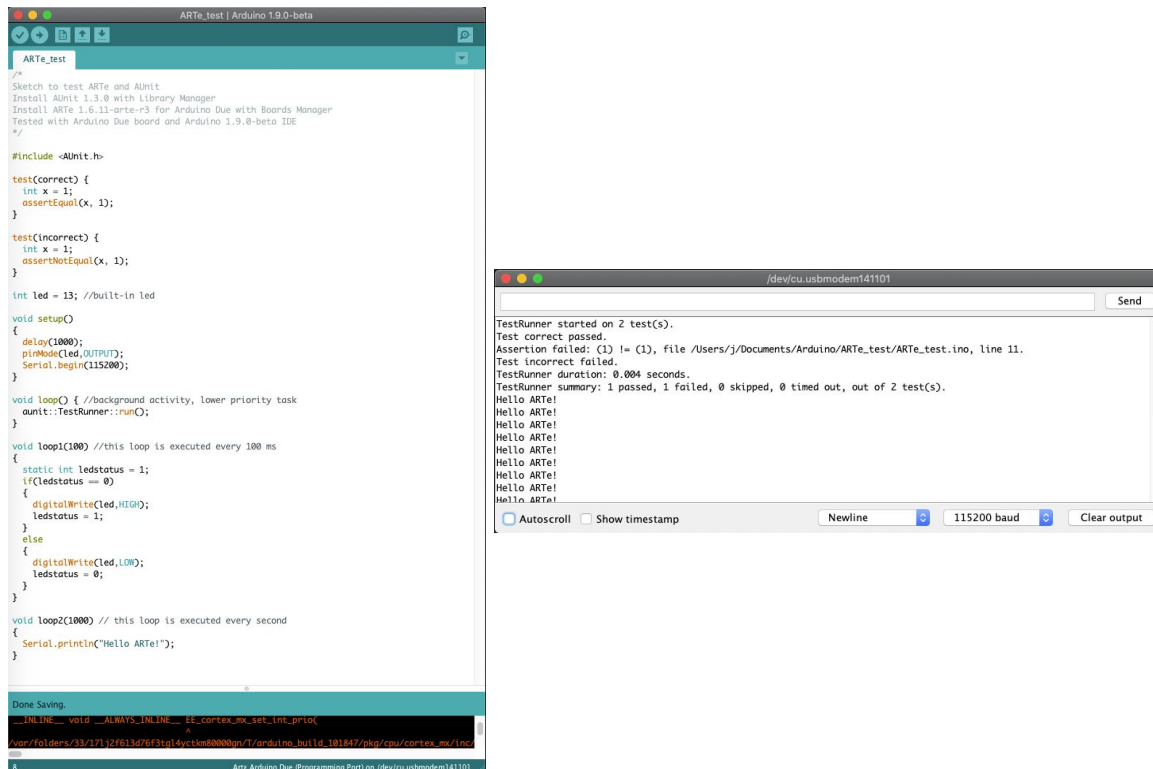 ARTe_test | Arduino 1.9.0-beta
ARTe_test
/*
Sketch to test ARTe and AUnit
Install AUnit 1.3.0 with Library Manager
Install ARTe 1.6.11-arte-r3 for Arduino Due with Boards Manager
Tested with Arduino Due board and Arduino 1.9.0-beta IDE
*/
#include <AUnit.h>
test(correct) {
int x = 1;
assertEqual(x, 1);
}
test(incorrect) {
int x = 1;
assertNotEqual(x, 1);
}
int led = 13; //built-in led
void setup()
{
delay(1000);
pinMode(led,OUTPUT);
Serial.begin(115200);
}
void loop() { //background activity, lower priority task
aunit::TestRunner::run();
}
void loop1(100) //this loop is executed every 100 ms
{
static int ledstatus = 1;
if(ledstatus == 0)
{
digitalWrite(led,HIGH);
ledstatus = 1;
}
else
{
digitalWrite(led,LOW);
ledstatus = 0;
}
}
void loop2(1000) // this loop is executed every second
{
Serial.println("Hello ARTe!");
}
Done Saving.
__INLINE__ void __ALWAYS_INLINE__ EE_cortex_mx_set_int_prio(
^
/var/folders/33/17lj2f613d76f3tgl4yctkm80000gn/T/arduino_build_101847/pkg/cpu/cortex_mx/inc/
8
Arte Arduino Due (Programming Port) on /dev/cu.usbmodem141101
/dev/cu.usbmodem141101
Send
TestRunner started on 2 test(s).
Test correct passed.
Assertion failed: (1) != (1), file /Users/j/Documents/Arduino/ARTe_test/ARTe_test.ino, line 11.
Test incorrect failed.
TestRunner duration: 0.004 seconds.
TestRunner summary: 1 passed, 1 failed, 0 skipped, 0 timed out, out of 2 test(s).
Hello ARTe!
Hello ARTe!
Hello ARTe!
Hello ARTe!
Hello ARTe!
Hello ARTe!
Hello ARTe!
Hello ARTe!
Hello ARTe!
Autoscroll Show timestamp Newline 115200 baud Clear output